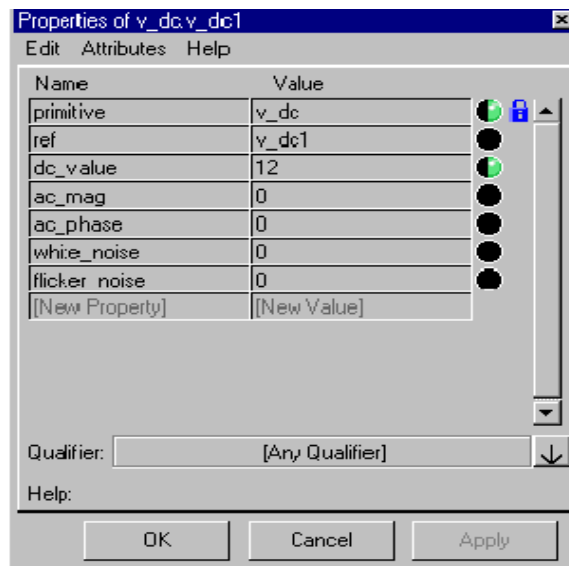 Properties of v_dc.v_dc1
Edit Attributes Help
Name Value
primitive v_dc
ref v_dc1
dc_value 12
ac_mag 0
ac_phase 0
white_noise 0
flicker_noise 0
[New Property] [New Value]
Qualifier: [Any Qualifier]
Help:
OK Cancel Apply